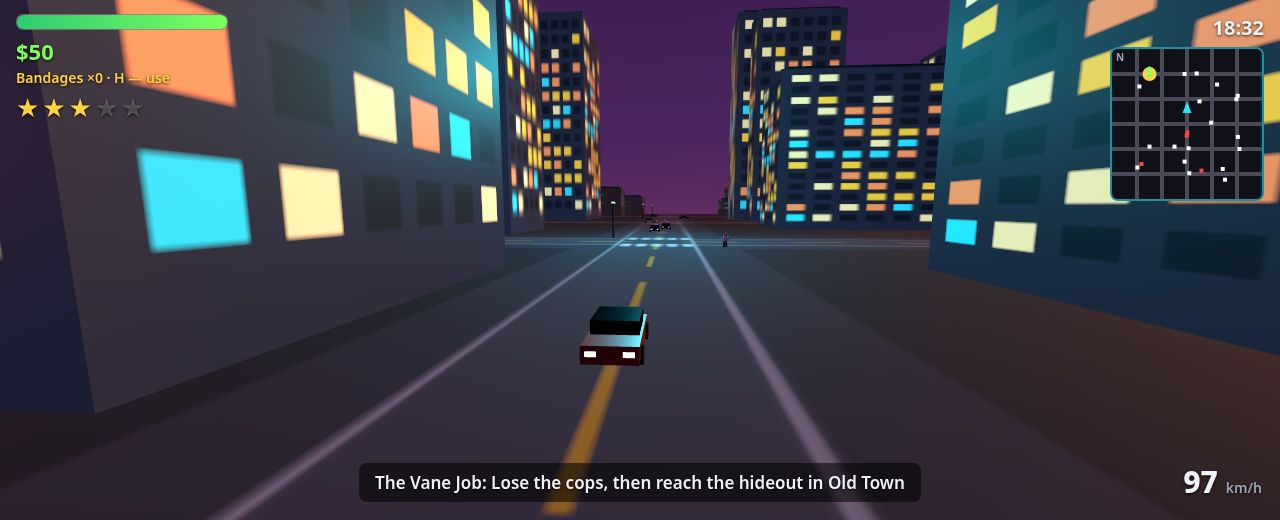 $50
Bandages ×0 · H — use
18:32
N
The Vane Job: Lose the cops, then reach the hideout in Old Town
97 km/h